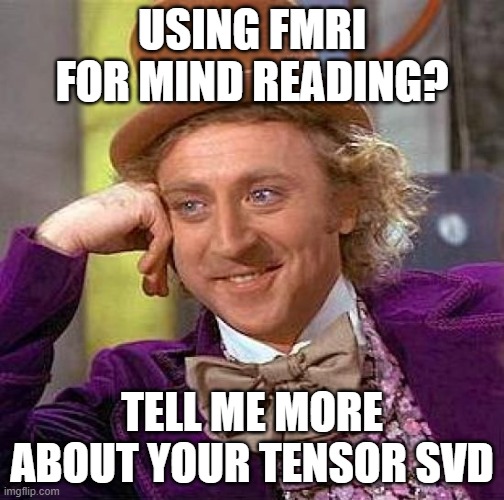 USING FMRI
FOR MIND READING?
TELL ME MORE
ABOUT YOUR TENSOR SVD
imgflip.com